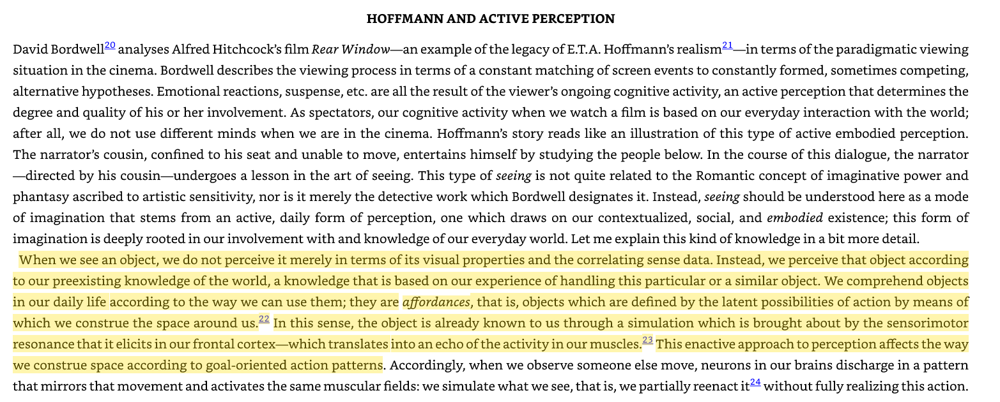 HOFFMANN AND ACTIVE PERCEPTION
David Bordwell20 analyses Alfred Hitchcock’s film Rear Window—an example of the legacy of E.T.A. Hoffmann’s realism21—in terms of the paradigmatic viewing
situation in the cinema. Bordwell describes the viewing process in terms of a constant matching of screen events to constantly formed, sometimes competing,
alternative hypotheses. Emotional reactions, suspense, etc. are all the result of the viewer’s ongoing cognitive activity, an active perception that determines the
degree and quality of his or her involvement. As spectators, our cognitive activity when we watch a film is based on our everyday interaction with the world;
after all, we do not use different minds when we are in the cinema. Hoffmann’s story reads like an illustration of this type of active embodied perception.
The narrator’s cousin, confined to his seat and unable to move, entertains himself by studying the people below. In the course of this dialogue, the narrator
—directed by his cousin—undergoes a lesson in the art of seeing. This type of seeing is not quite related to the Romantic concept of imaginative power and
phantasy ascribed to artistic sensitivity, nor is it merely the detective work which Bordwell designates it. Instead, seeing should be understood here as a mode
of imagination that stems from an active, daily form of perception, one which draws on our contextualized, social, and embodied existence; this form of
imagination is deeply rooted in our involvement with and knowledge of our everyday world. Let me explain this kind of knowledge in a bit more detail.
When we see an object, we do not perceive it merely in terms of its visual properties and the correlating sense data. Instead, we perceive that object according
to our preexisting knowledge of the world, a knowledge that is based on our experience of handling this particular or a similar object. We comprehend objects
in our daily life according to the way we can use them; they are affordances, that is, objects which are defined by the latent possibilities of action by means of
which we construe the space around us.22 In this sense, the object is already known to us through a simulation which is brought about by the sensorimotor
resonance that it elicits in our frontal cortex—which translates into an echo of the activity in our muscles.23 This enactive approach to perception affects the way
we construe space according to goal-oriented action patterns. Accordingly, when we observe someone else move, neurons in our brains discharge in a pattern
that mirrors that movement and activates the same muscular fields: we simulate what we see, that is, we partially reenact it24 without fully realizing this action.